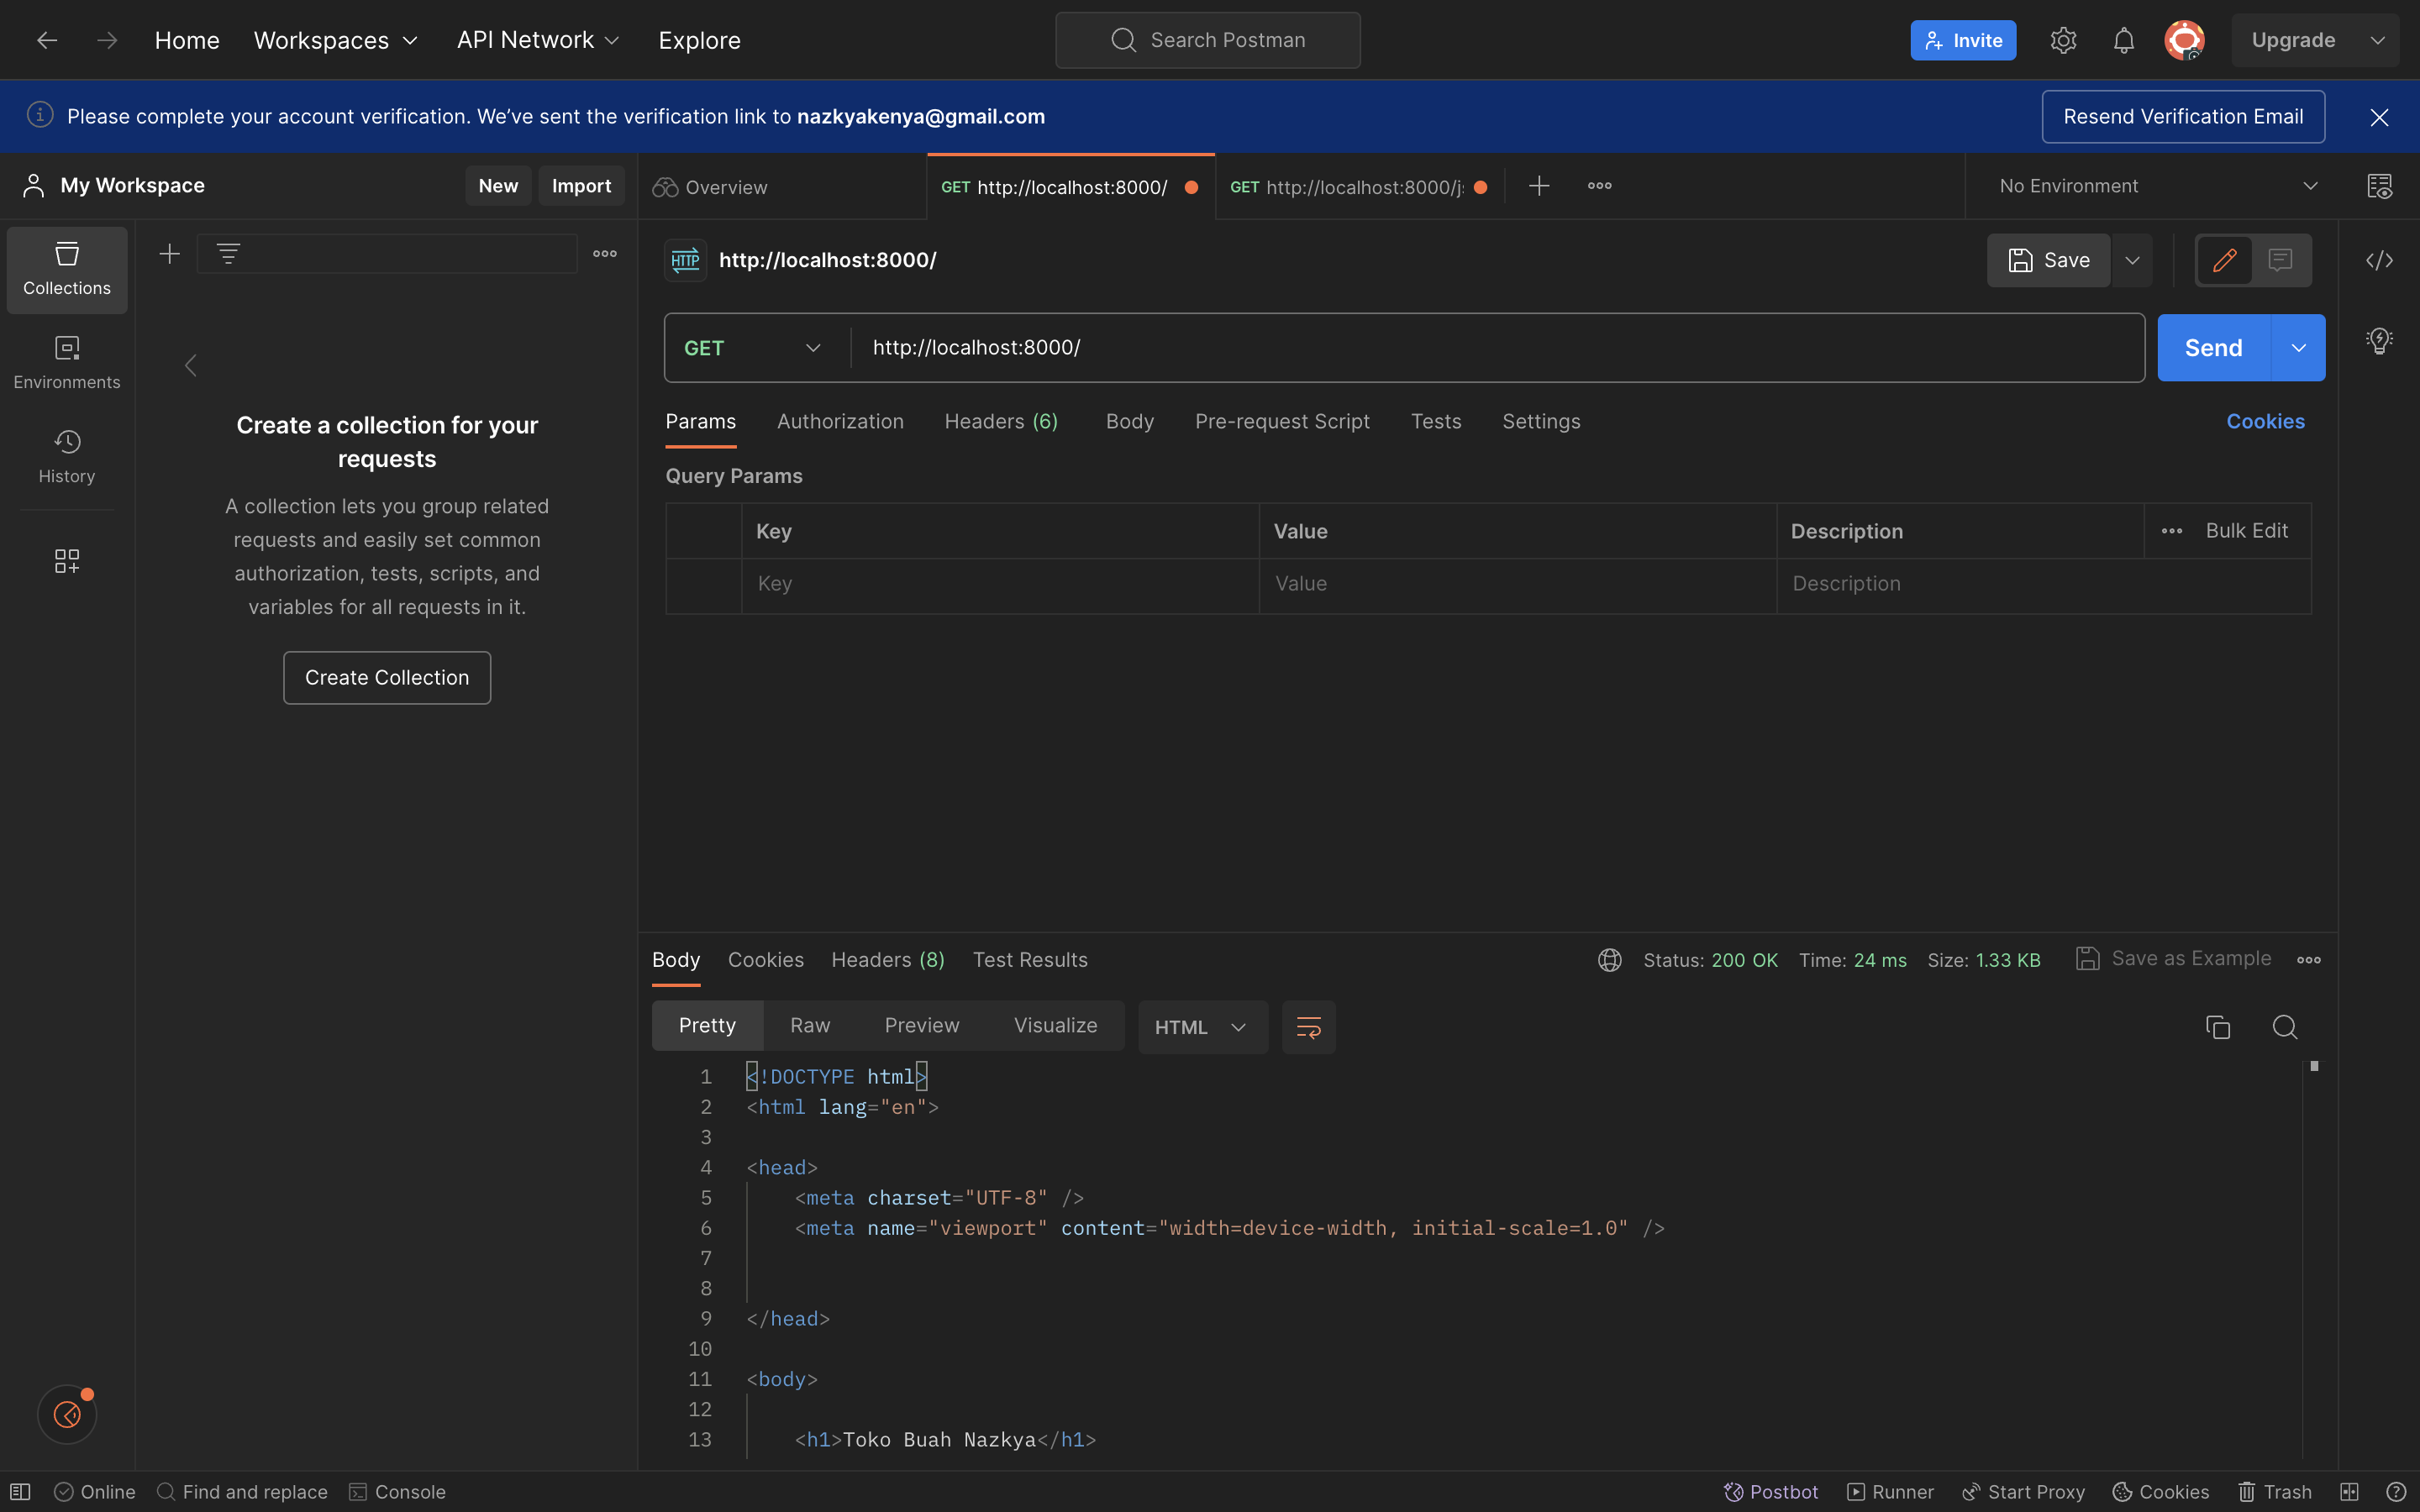 Home Workspaces API Network Explore Search Postman Invite Upgrade
Please complete your account verification. We’ve sent the verification link to nazkyakenya@gmail.com Resend Verification Email
My Workspace New Import Overview GET http://localhost:8000/ GET http://localhost:8000/j No Environment
Collections
Environments
History
Create a collection for your
requests
A collection lets you group related
requests and easily set common
authorization, tests, scripts, and
variables for all requests in it.
Create Collection
HTTP http://localhost:8000/ Save
GET http://localhost:8000/ Send
Params Authorization Headers (6) Body Pre-request Script Tests Settings Cookies
Query Params
Key Value Description Bulk Edit
Key Value Description
Body Cookies Headers (8) Test Results Status: 200 OK Time: 24 ms Size: 1.33 KB Save as Example
Pretty Raw Preview Visualize HTML
1 <!DOCTYPE html>
2 <html lang="en">
3
4 <head>
5 <meta charset="UTF-8" />
6 <meta name="viewport" content="width=device-width, initial-scale=1.0" />
7
8
9 </head>
10
11 <body>
12
13 <h1>Toko Buah Nazkya</h1>
Online Find and replace Console Postbot Runner Start Proxy Cookies Trash